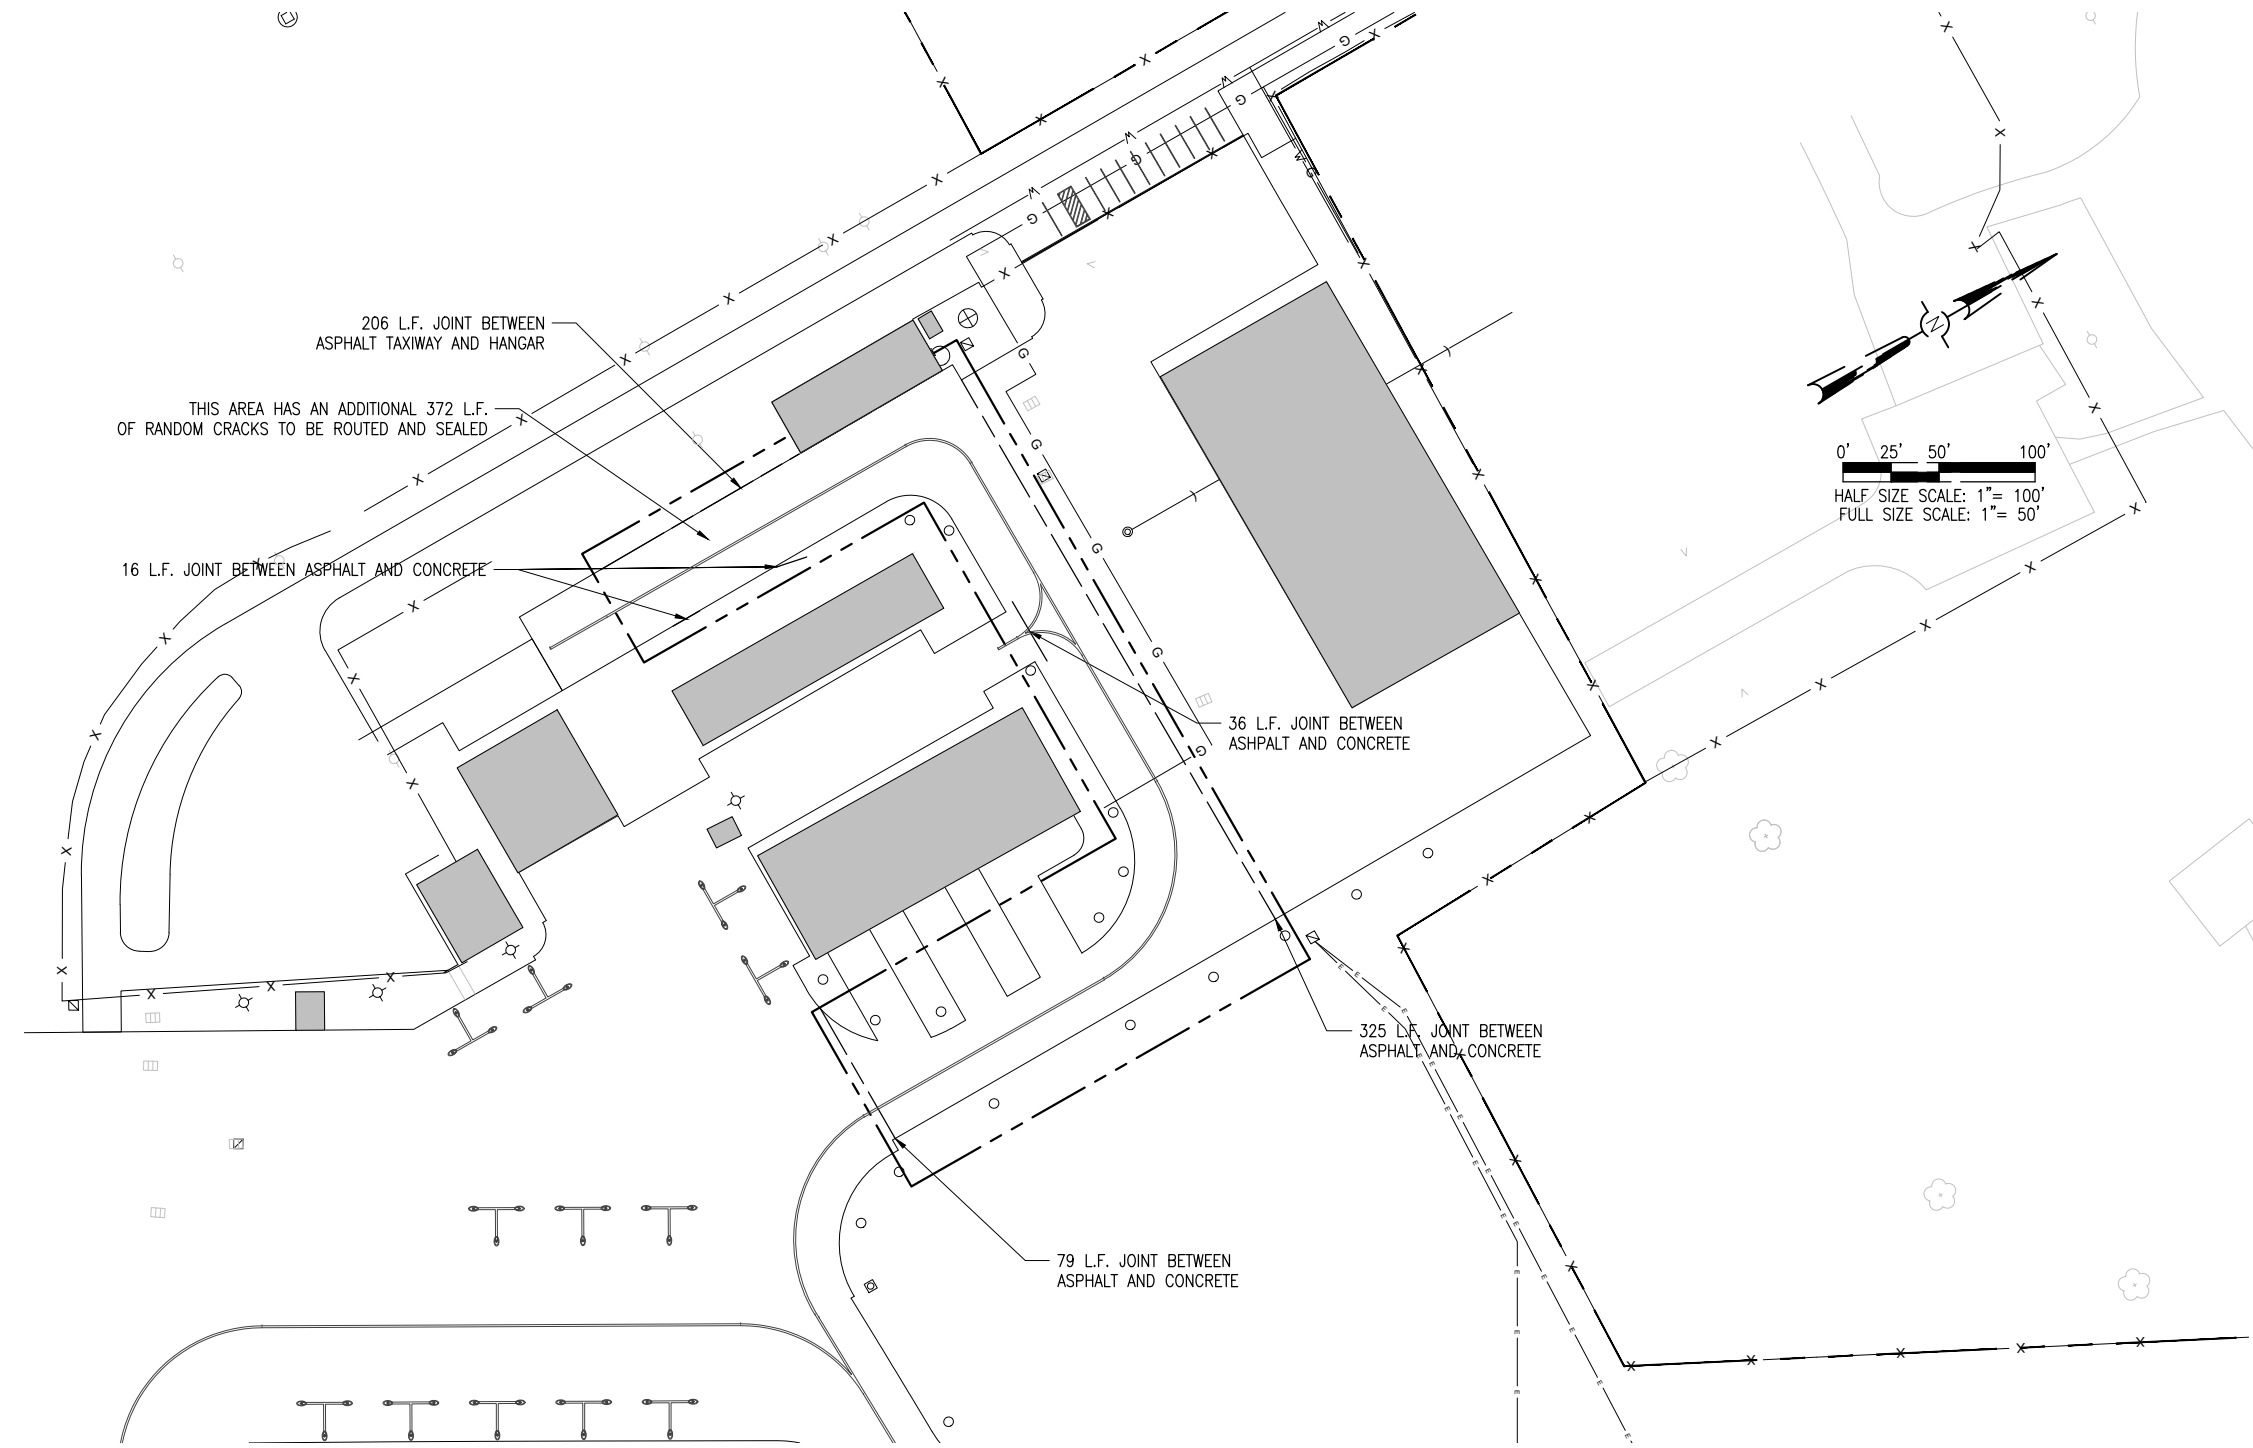 206 L.F. JOINT BETWEEN
ASPHALT TAXIWAY AND HANGAR
THIS AREA HAS AN ADDITIONAL 372 L.F.
OF RANDOM CRACKS TO BE ROUTED AND SEALED
16 L.F. JOINT BETWEEN ASPHALT AND CONCRETE
N
0' 25' 50' 100'
HALF SIZE SCALE: 1"= 100'
FULL SIZE SCALE: 1"= 50'
36 L.F. JOINT BETWEEN
ASHPALT AND CONCRETE
325 L.F. JOINT BETWEEN
ASPHALT AND CONCRETE
79 L.F. JOINT BETWEEN
ASPHALT AND CONCRETE